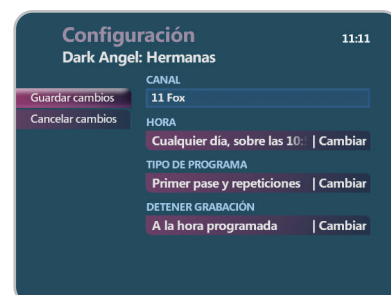 Configuración
11:11
Dark Angel: Hermanas
Guardar cambios
Cancelar cambios
CANAL
11 Fox
HORA
Cualquier día, sobre las 10: | Cambiar
TIPO DE PROGRAMA
Primer pase y repeticiones | Cambiar
DETENER GRABACIÓN
A la hora programada | Cambiar